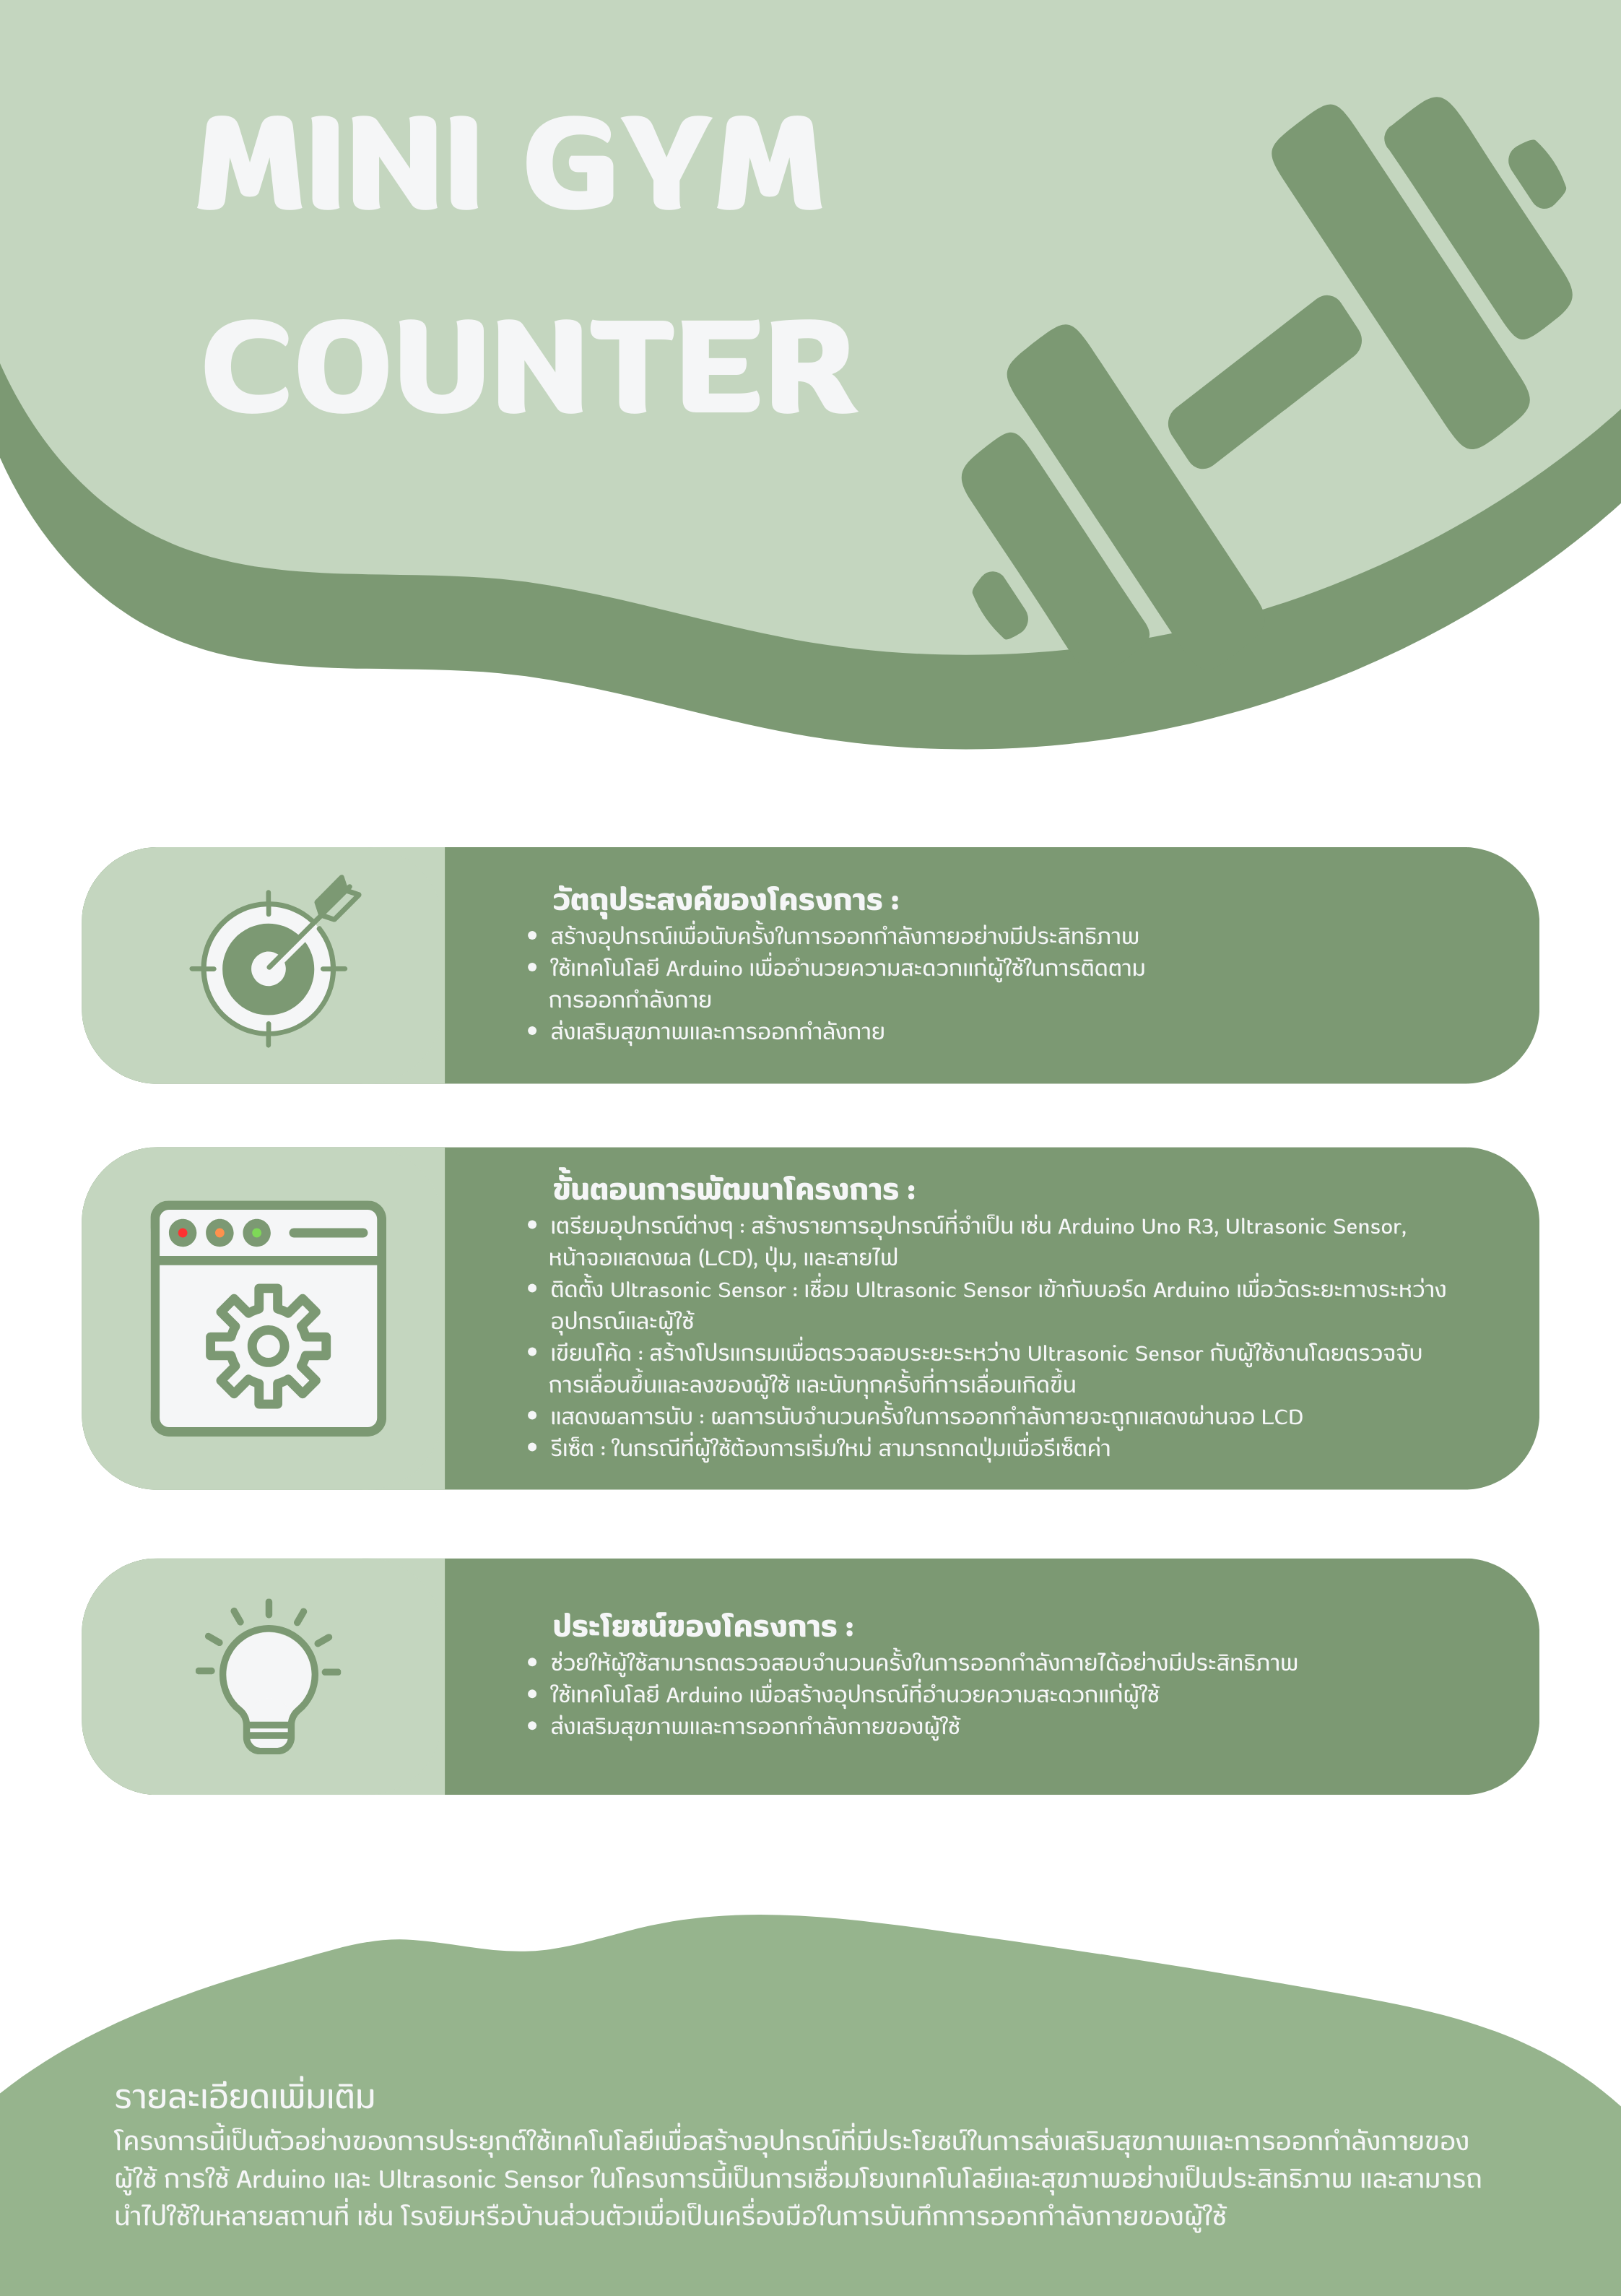 MINI GYM
COUNTER
วัตถุประสงค์ของโครงการ :
• สร้างอุปกรณ์เพื่อนับครั้งในการออกกำลังกายอย่างมีประสิทธิภาพ
• ใช้เทคโนโลยี Arduino เพื่ออำนวยความสะดวกแก่ผู้ใช้ในการติดตาม
การออกกำลังกาย
• ส่งเสริมสุขภาพและการออกกำลังกาย
ขั้นตอนการพัฒนาโครงการ :
• เตรียมอุปกรณ์ต่างๆ : สร้างรายการอุปกรณ์ที่จำเป็น เช่น Arduino Uno R3, Ultrasonic Sensor,
หน้าจอแสดงผล (LCD), ปุ่ม, และสายไฟ
• ติดตั้ง Ultrasonic Sensor : เชื่อม Ultrasonic Sensor เข้ากับบอร์ด Arduino เพื่อวัดระยะทางระหว่าง
อุปกรณ์และผู้ใช้
• เขียนโค้ด : สร้างโปรแกรมเพื่อตรวจสอบระยะระหว่าง Ultrasonic Sensor กับผู้ใช้งานโดยตรวจจับ
การเลื่อนขึ้นและลงของผู้ใช้ และนับทุกครั้งที่การเลื่อนเกิดขึ้น
• แสดงผลการนับ : ผลการนับจำนวนครั้งในการออกกำลังกายจะถูกแสดงผ่านจอ LCD
• รีเซ็ต : ในกรณีที่ผู้ใช้ต้องการเริ่มใหม่ สามารถกดปุ่มเพื่อรีเซ็ตค่า
ประโยชน์ของโครงการ :
• ช่วยให้ผู้ใช้สามารถตรวจสอบจำนวนครั้งในการออกกำลังกายได้อย่างมีประสิทธิภาพ
• ใช้เทคโนโลยี Arduino เพื่อสร้างอุปกรณ์ที่อำนวยความสะดวกแก่ผู้ใช้
• ส่งเสริมสุขภาพและการออกกำลังกายของผู้ใช้
รายละเอียดเพิ่มเติม
โครงการนี้เป็นตัวอย่างของการประยุกต์ใช้เทคโนโลยีเพื่อสร้างอุปกรณ์ที่มีประโยชน์ในการส่งเสริมสุขภาพและการออกกำลังกายของ
ผู้ใช้ การใช้ Arduino และ Ultrasonic Sensor ในโครงการนี้เป็นการเชื่อมโยงเทคโนโลยีและสุขภาพอย่างเป็นประสิทธิภาพ และสามารถ
นำไปใช้ในหลายสถานที่ เช่น โรงยิมหรือบ้านส่วนตัวเพื่อเป็นเครื่องมือในการบันทึกการออกกำลังกายของผู้ใช้